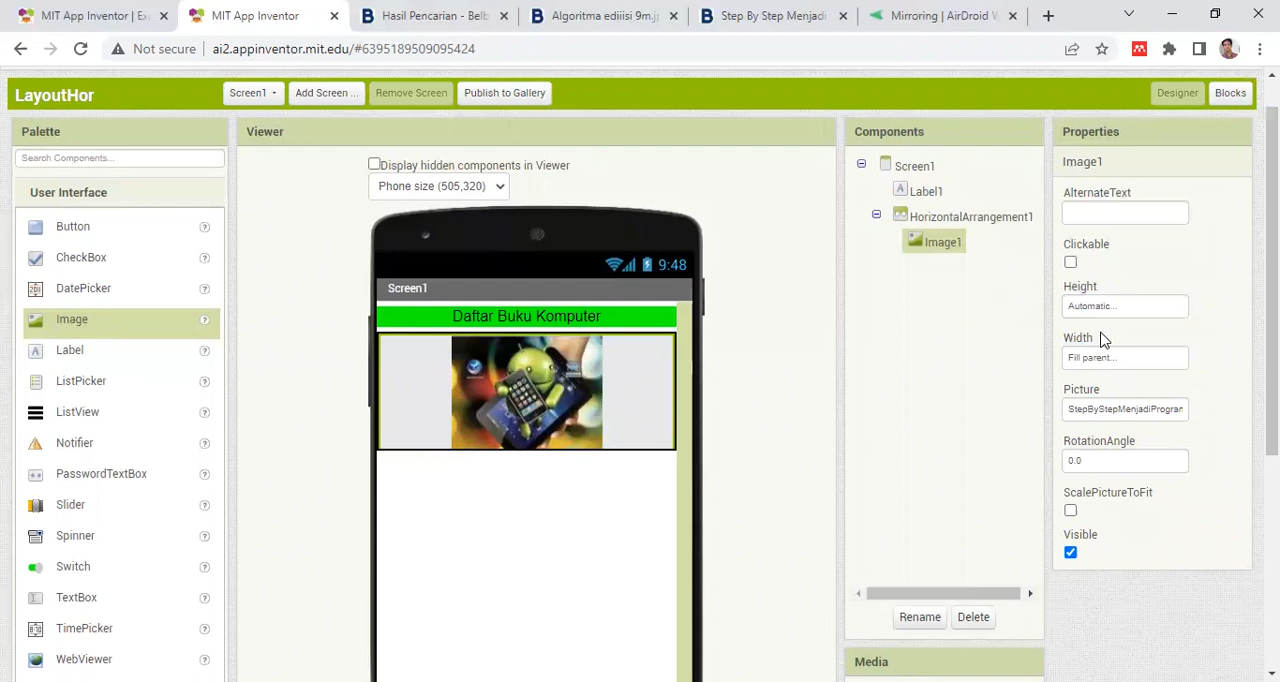 MIT App Inventor | Ex
MIT App Inventor
Hasil Pencarian - Belb
Algoritma ediiisi 9m.jp
Step By Step Menjadi
Mirroring | AirDroid W
Not secure
ai2.appinventor.mit.edu/#6395189509095424
LayoutHor
Screen1
Add Screen ...
Remove Screen
Publish to Gallery
Designer
Blocks
Palette
Viewer
Components
Properties
Search Components...
User Interface
Button
CheckBox
DatePicker
Image
Label
ListPicker
ListView
Notifier
PasswordTextBox
Slider
Spinner
Switch
TextBox
TimePicker
WebViewer
Display hidden components in Viewer
Phone size (505,320)
9:48
Screen1
Daftar Buku Komputer
Screen1
Label1
HorizontalArrangement1
Image1
Rename
Delete
Media
Image1
AlternateText
Clickable
Height
Automatic...
Width
Fill parent...
Picture
StepByStepMenjadiProgran
RotationAngle
0.0
ScalePictureToFit
Visible